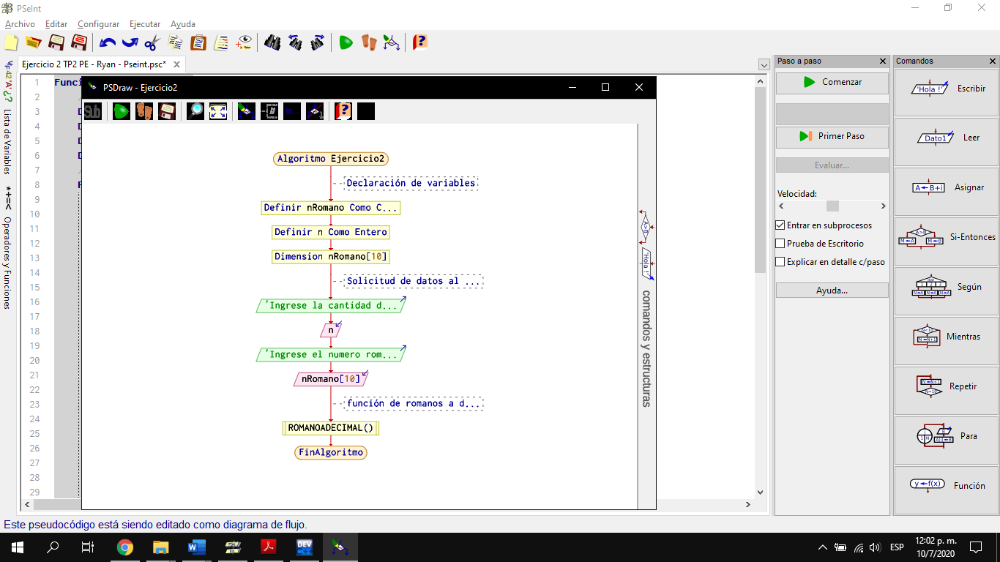 PSeInt
Archivo Editar Configurar Ejecutar Ayuda
Ejercicio 2 TP2 PE - Ryan - Pseint.psc*
42 'A' ¿? Lista de Variables
*+=< Operadores y Funciones
1 Funci
2 /
3 D
4 D
5 D
6 D
7 /
8
9
10
11
12
13
14
15
16
17
18
19
20
21
22
23
24
25
26
27
28
29
PSDraw - Ejercicio2
Sub
Algoritmo Ejercicio2
Declaración de variables
Definir nRomano Como C...
Definir n Como Entero
Dimension nRomano[10]
Solicitud de datos al ...
'Ingrese la cantidad d...
n
'Ingrese el numero rom...
nRomano[10]
función de romanos a d...
ROMANOADECIMAL()
FinAlgoritmo
A>B
'Hola !'
comandos y estructuras
Paso a paso
Comenzar
Primer Paso
Evaluar...
Velocidad:
Entrar en subprocesos
Prueba de Escritorio
Explicar en detalle c/paso
Ayuda...
Comandos
'Hola !' Escribir
Dato1 Leer
A←B+i Asignar
A>B Si-Entonces
Según
Mientras
Repetir
Para
y←f(x) Función
Este pseudocódigo está siendo editado como diagrama de flujo.
DEV
ESP
12:02 p. m.
10/7/2020